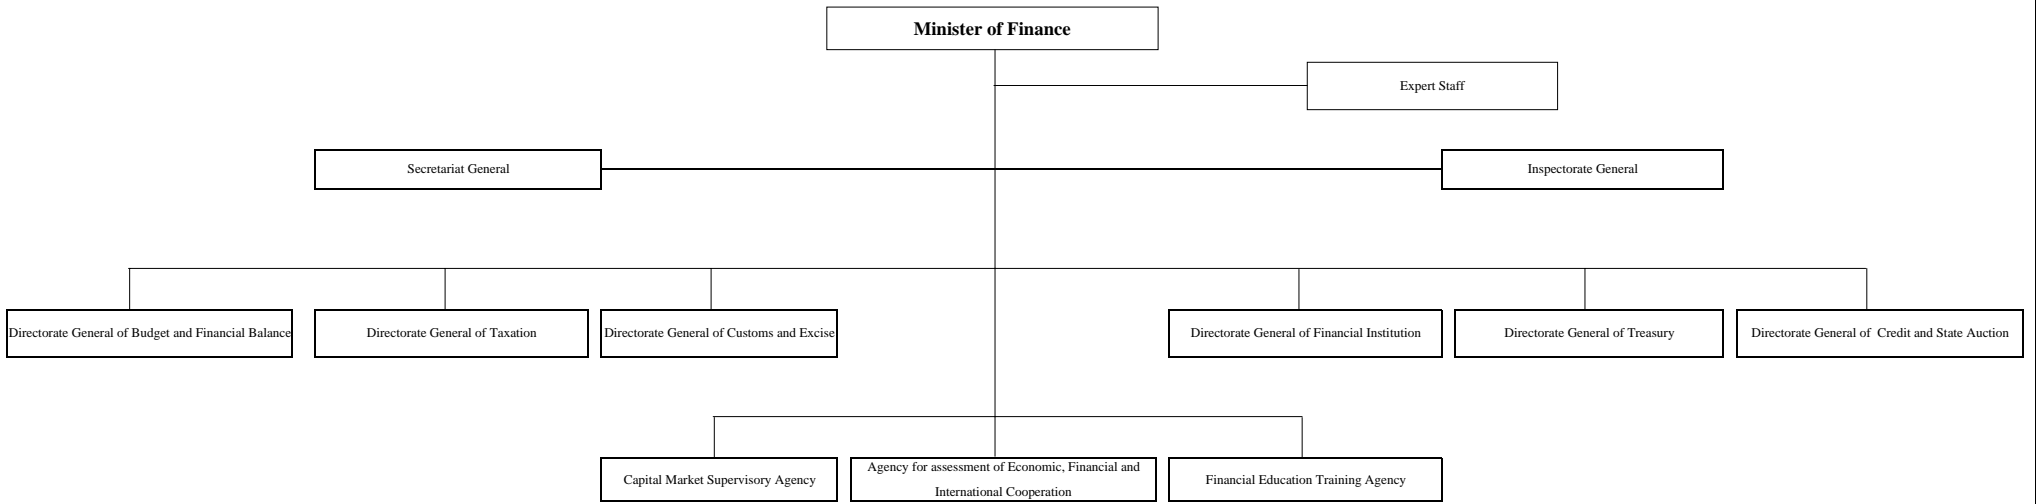 Minister of Finance
Expert Staff
Secretariat General
Inspectorate General
Directorate General of Budget and Financial Balance
Directorate General of Taxation
Directorate General of Customs and Excise
Directorate General of Financial Institution
Directorate General of Treasury
Directorate General of  Credit and State Auction
Capital Market Supervisory Agency
Agency for assessment of Economic, Financial and
International Cooperation
Financial Education Training Agency